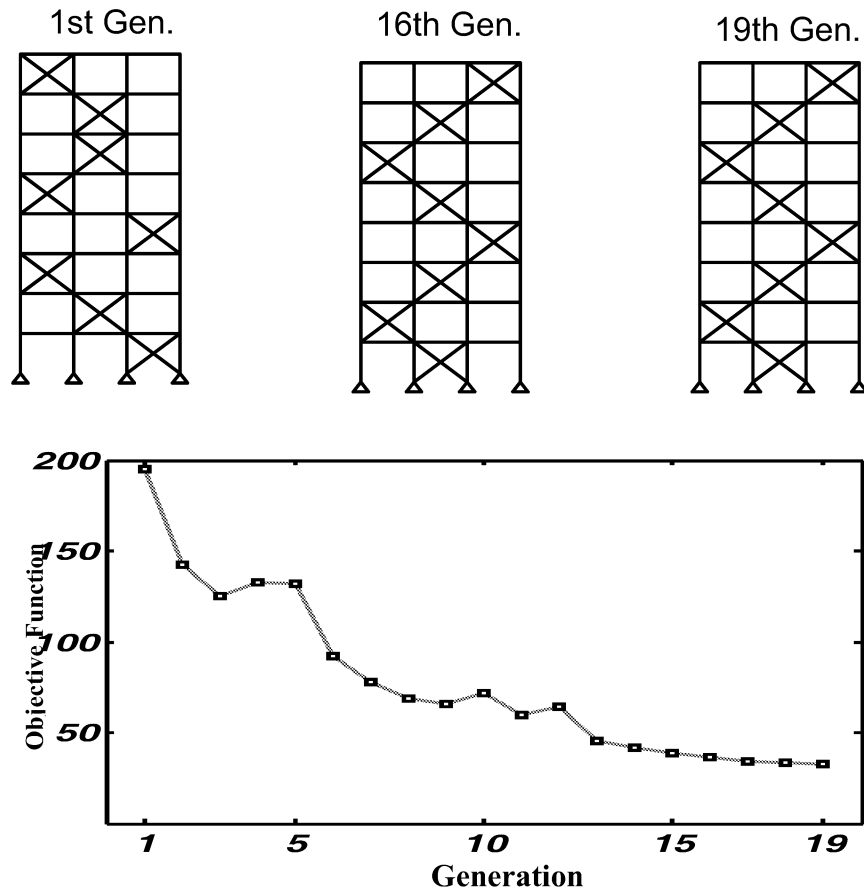 1st Gen.
16th Gen.
19th Gen.
200
150
100
50
Objective Function
1
5
10
15
19
Generation